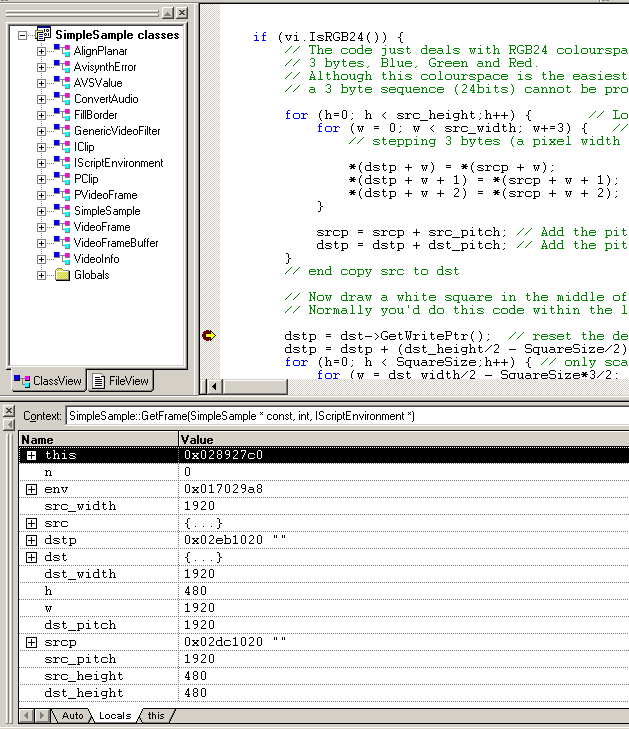 SimpleSample classes
AlignPlanar
AvisynthError
AVSValue
ConvertAudio
FillBorder
GenericVideoFilter
IClip
IScriptEnvironment
PClip
PVideoFrame
SimpleSample
VideoFrame
VideoFrameBuffer
VideoInfo
Globals
ClassView FileView
if (vi.IsRGB24()) {
// The code just deals with RGB24 colourspa
// 3 bytes, Blue, Green and Red.
// Although this colourspace is the easiest
// a 3 byte sequence (24bits) cannot be pro
for (h=0; h < src_height;h++) { // Lo
for (w = 0; w < src_width; w+=3) { //
// stepping 3 bytes (a pixel width
*(dstp + w) = *(srcp + w);
*(dstp + w + 1) = *(srcp + w + 1);
*(dstp + w + 2) = *(srcp + w + 2);
}
srcp = srcp + src_pitch; // Add the pit
dstp = dstp + dst_pitch; // Add the pit
}
// end copy src to dst
// Now draw a white square in the middle of
// Normally you'd do this code within the l
dstp = dst->GetWritePtr(); // reset the de
dstp = dstp + (dst_height/2 - SquareSize/2)
for (h=0; h < SquareSize;h++) { // only sca
for (w = dst_width/2 - SquareSize*3/2;
Context: SimpleSample::GetFrame(SimpleSample * const, int, IScriptEnvironment *)
Name Value
this 0x028927c0
n 0
env 0x017029a8
src_width 1920
src {...}
dstp 0x02eb1020 ""
dst {...}
dst_width 1920
h 480
w 1920
dst_pitch 1920
srcp 0x02dc1020 ""
src_pitch 1920
src_height 480
dst_height 480
Auto Locals this